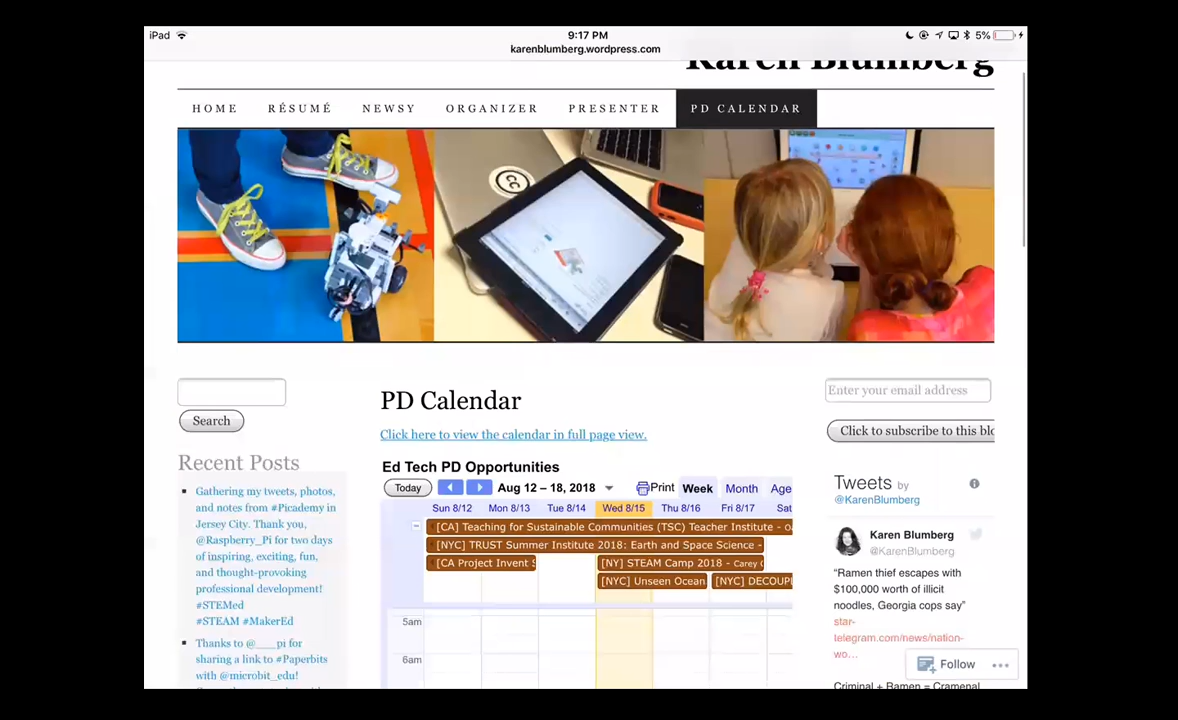 iPad 9:17 PM 5%
karenblumberg.wordpress.com
Karen Blumberg
HOME RÉSUMÉ NEWSY ORGANIZER PRESENTER PD CALENDAR
Search
Recent Posts
Gathering my tweets, photos,
and notes from #Picademy in
Jersey City. Thank you,
@Raspberry_Pi for two days
of inspiring, exciting, fun,
and thought-provoking
professional development!
#STEMed
#STEAM #MakerEd
Thanks to @___pi for
sharing a link to #Paperbits
with @microbit_edu!
PD Calendar
Click here to view the calendar in full page view.
Ed Tech PD Opportunities
Today Aug 12 – 18, 2018 Print Week Month Age
Sun 8/12 Mon 8/13 Tue 8/14 Wed 8/15 Thu 8/16 Fri 8/17 Sat
[CA] Teaching for Sustainable Communities (TSC) Teacher Institute -
[NYC] TRUST Summer Institute 2018: Earth and Space Science -
[CA Project Invent [NY] STEAM Camp 2018 - Carey
[NYC] Unseen Ocean [NYC] DECOUPL
5am
6am
Enter your email address
Click to subscribe to this blo
Tweets by
@KarenBlumberg
Karen Blumberg
@KarenBlumberg
“Ramen thief escapes with
$100,000 worth of illicit
noodles, Georgia cops say”
star-
telegram.com/news/nation-
wo…
Follow
Criminal + Ramen = Cramenal